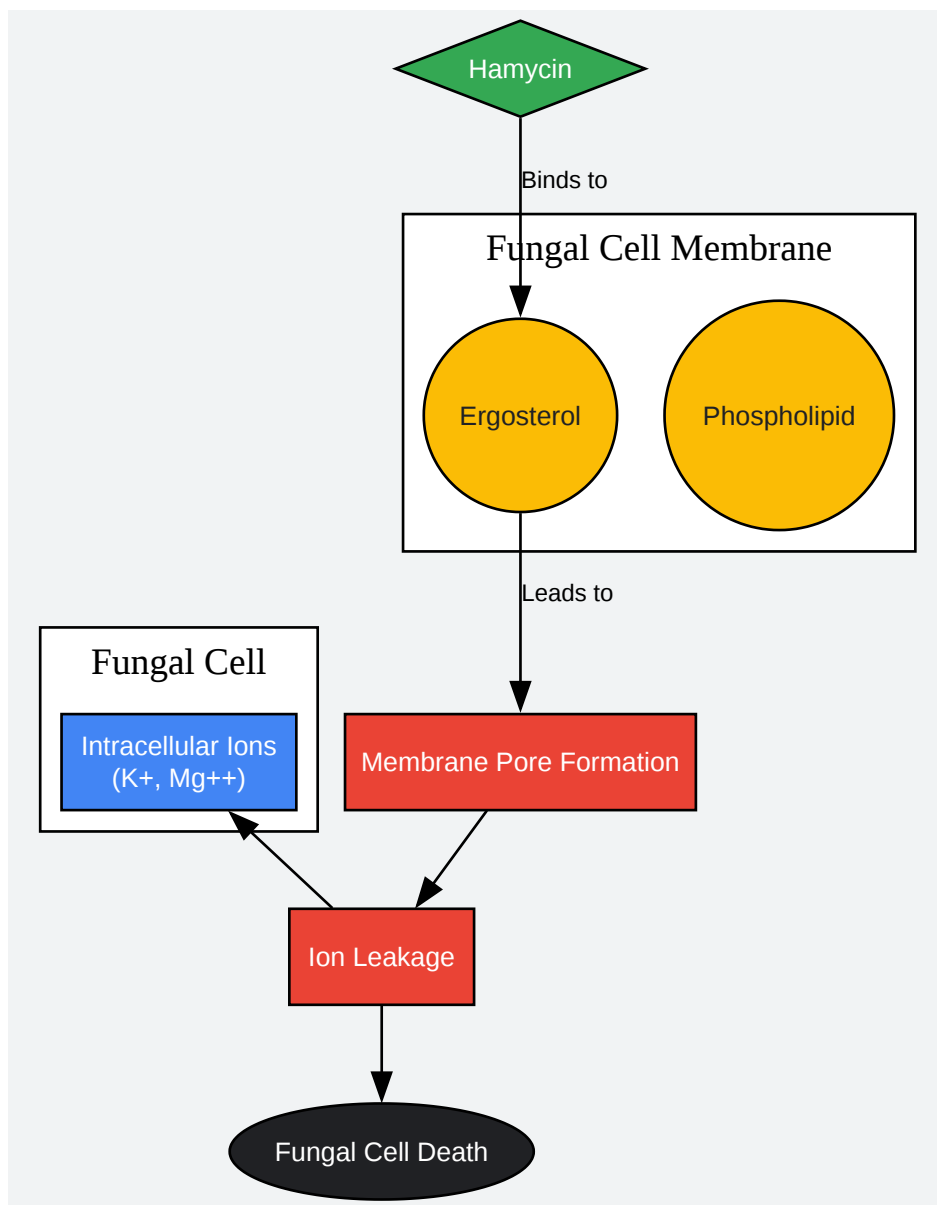 Hamycin
Binds to
Fungal Cell Membrane
Ergosterol
Phospholipid
Leads to
Fungal Cell
Intracellular Ions
(K+, Mg++)
Membrane Pore Formation
Ion Leakage
Fungal Cell Death